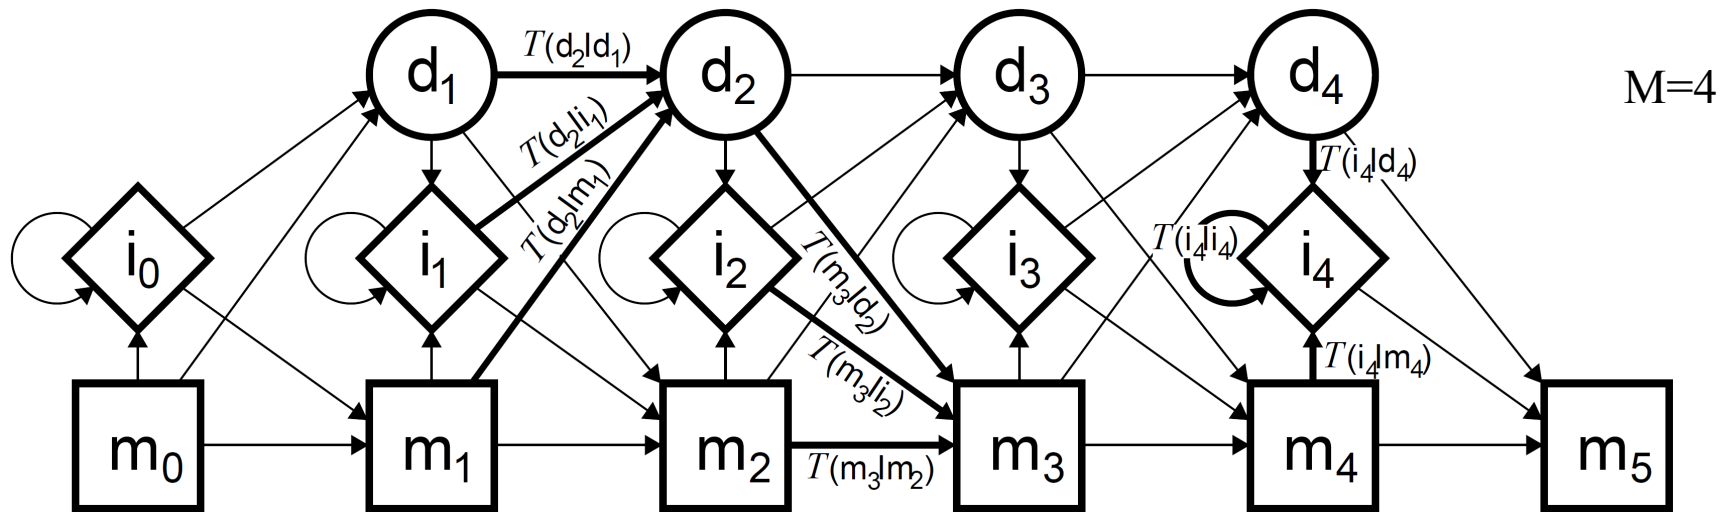 T(d2|d1)
d1 d2 d3 d4
M=4
T(d2|i1)
T(i4|d4)
T(d2|m1)
T(i4|i4)
i0 i1 i2 i3 i4
T(m3|d2)
T(m3|i2)
T(i4|m4)
m0 m1 m2 m3 m4 m5
T(m3|m2)